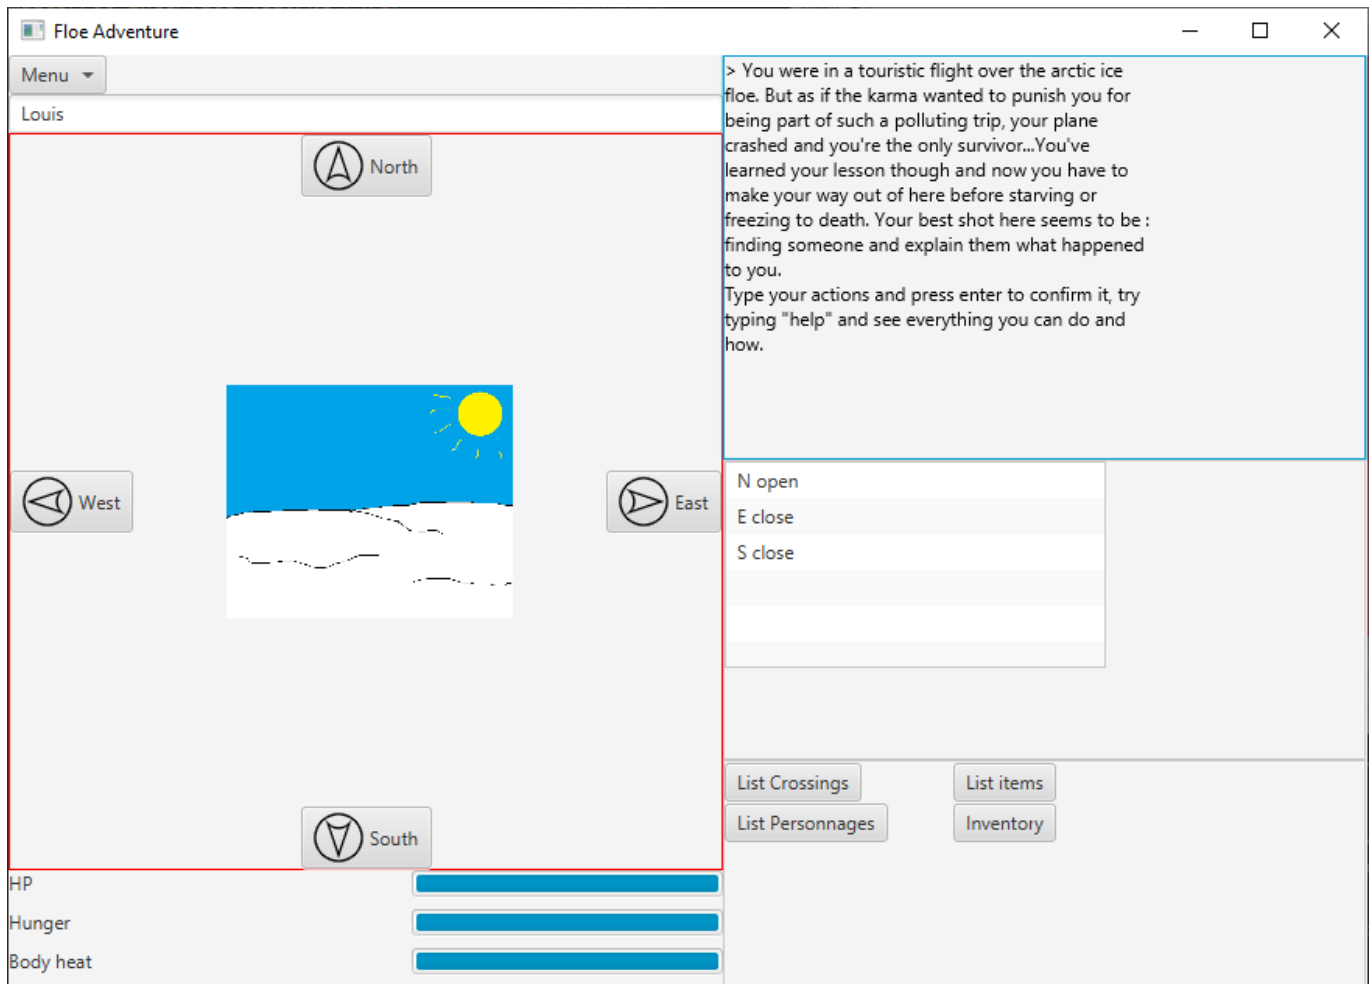 Floe Adventure
Menu
Louis
North
West
East
South
HP
Hunger
Body heat
> You were in a touristic flight over the arctic ice
floe. But as if the karma wanted to punish you for
being part of such a polluting trip, your plane
crashed and you're the only survivor...You've
learned your lesson though and now you have to
make your way out of here before starving or
freezing to death. Your best shot here seems to be :
finding someone and explain them what happened
to you.
Type your actions and press enter to confirm it, try
typing "help" and see everything you can do and
how.
N open
E close
S close
List Crossings
List items
List Personnages
Inventory